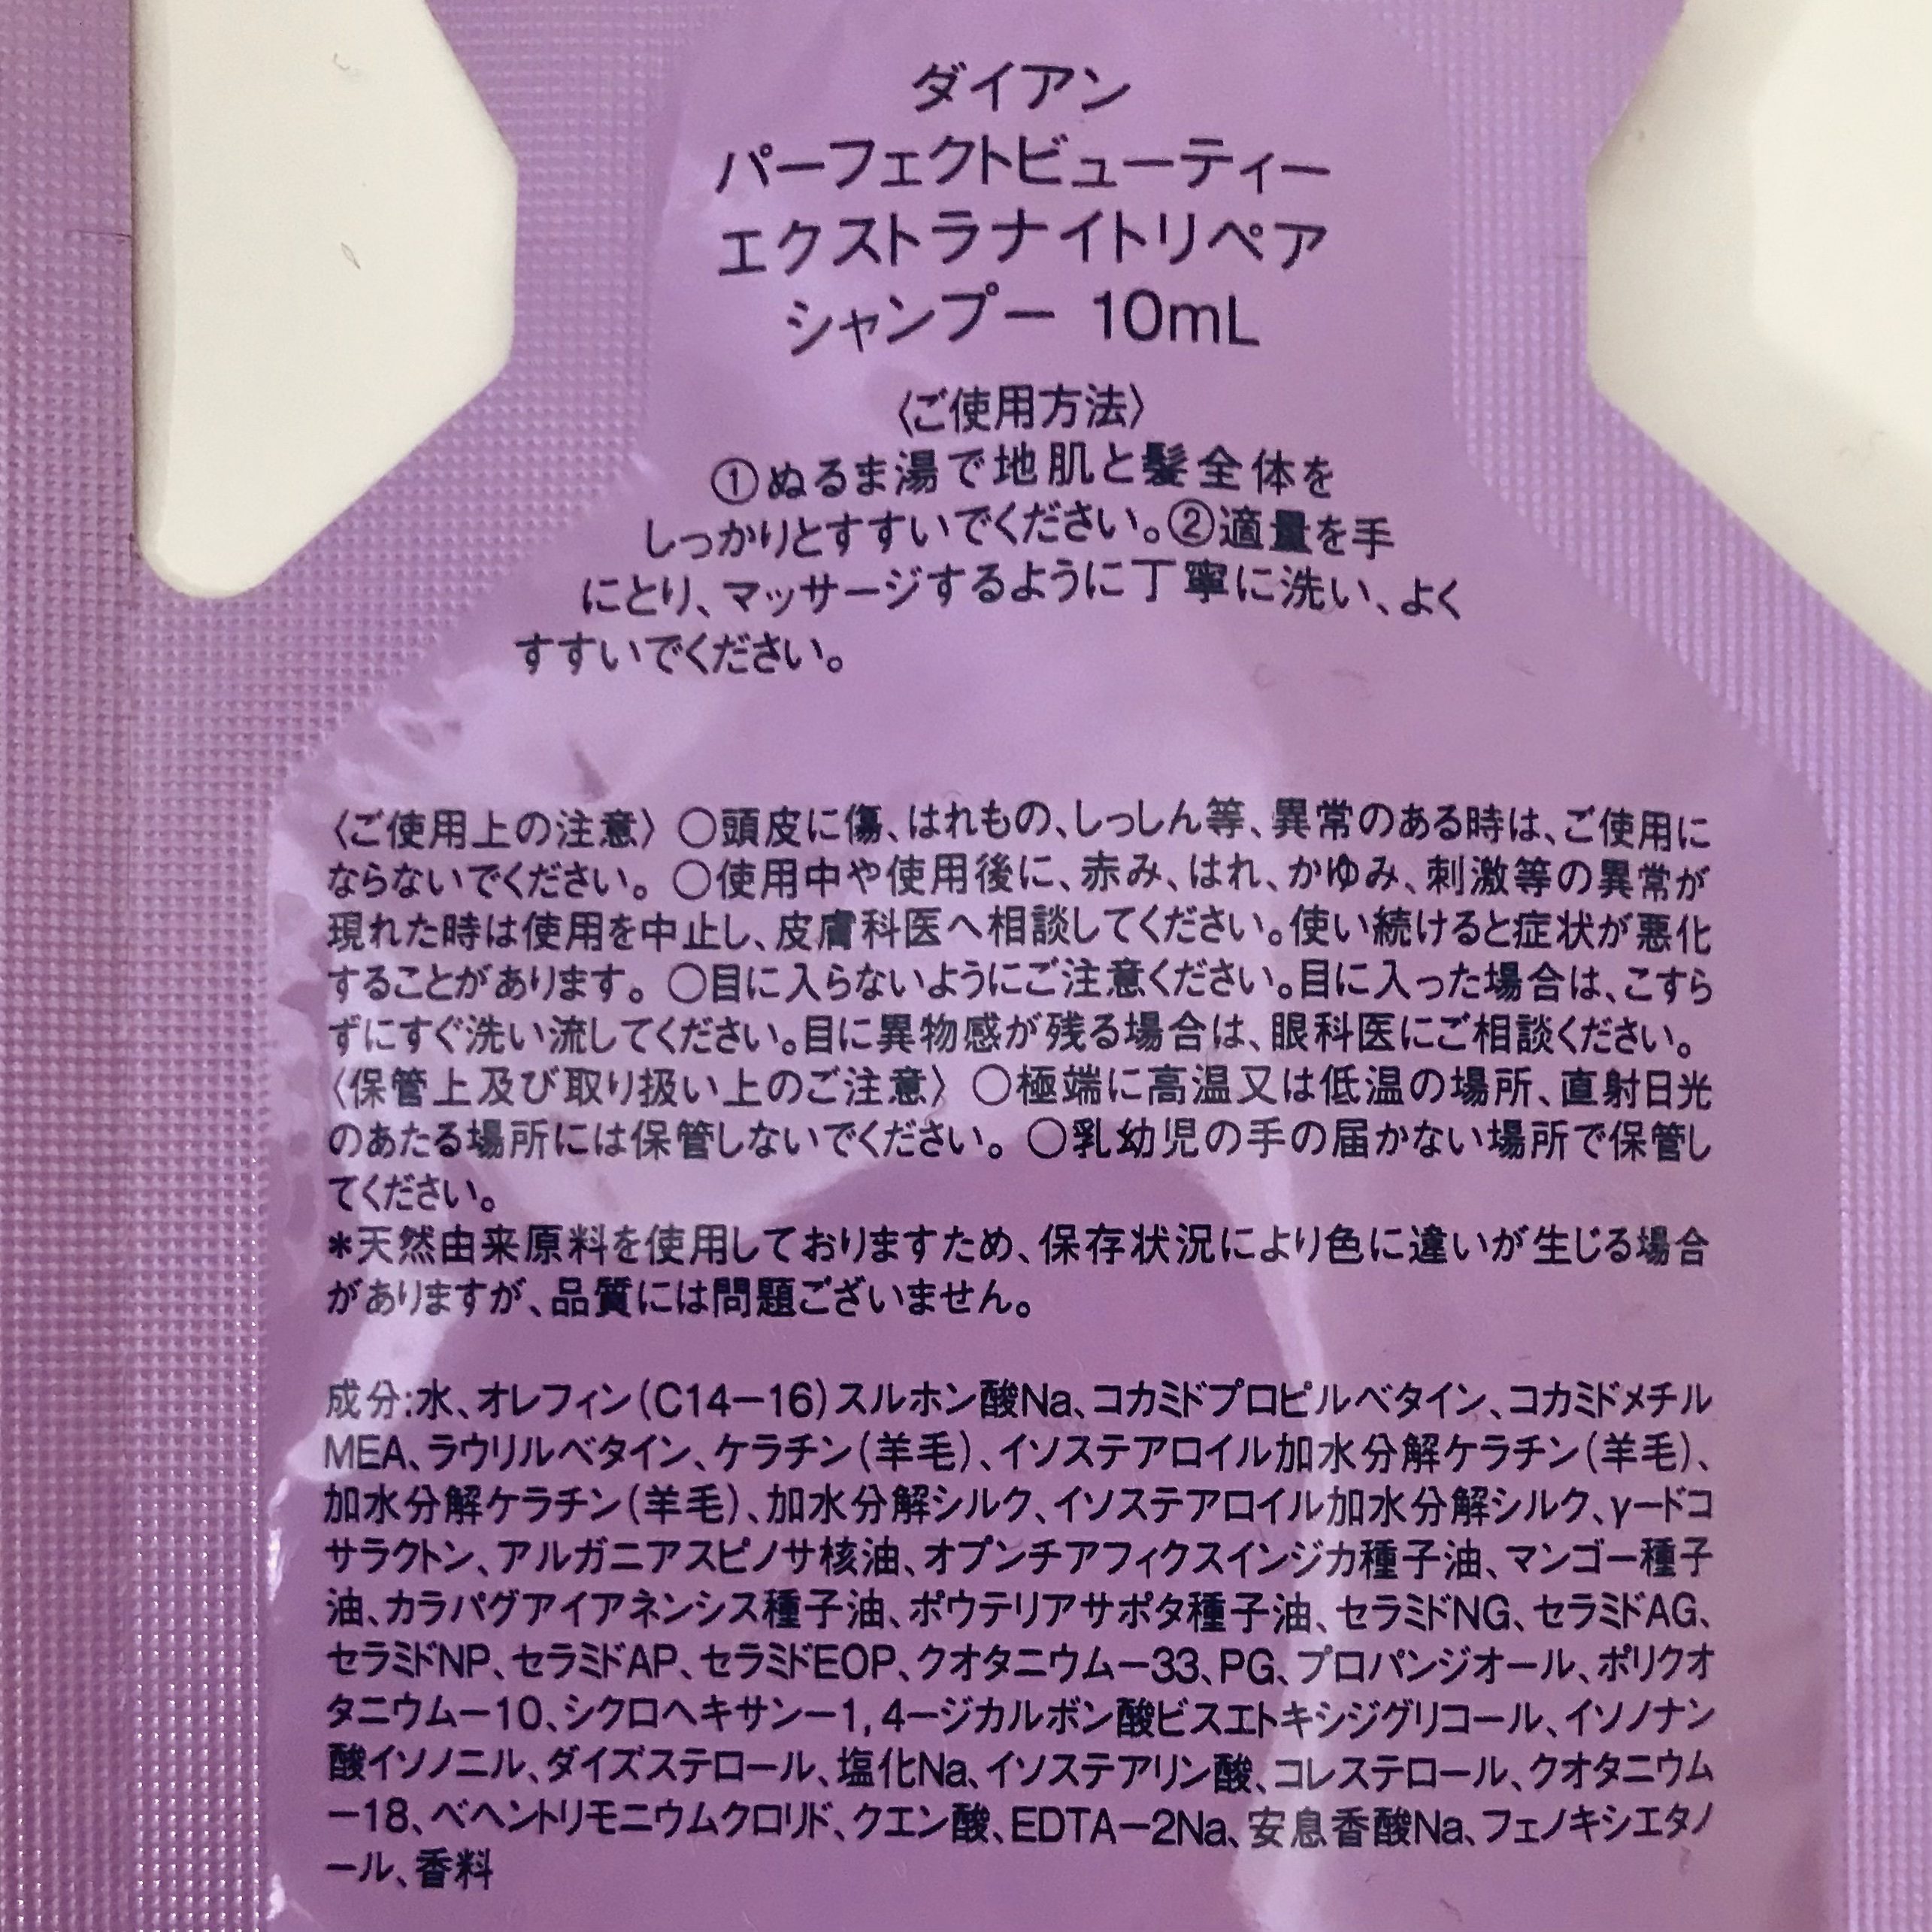 ダイアン
パーフェクトビューティー
エクストラナイトリペア
シャンプー 10mL
〈ご使用方法〉
①ぬるま湯で地肌と髪全体を
しっかりとすすいでください。②適量を手
にとり、マッサージするように丁寧に洗い、よく
すすいでください。
〈ご使用上の注意〉 ○頭皮に傷、はれもの、しっしん等、異常のある時は、ご使用に
ならないでください。 ○使用中や使用後に、赤み、はれ、かゆみ、刺激等の異常が
現れた時は使用を中止し、皮膚科医へ相談してください。使い続けると症状が悪化
することがあります。 ○目に入らないようにご注意ください。目に入った場合は、こすら
ずにすぐ洗い流してください。目に異物感が残る場合は、眼科医にご相談ください。
〈保管上及び取り扱い上のご注意〉 ○極端に高温又は低温の場所、直射日光
のあたる場所には保管しないでください。 ○乳幼児の手の届かない場所で保管し
てください。
*天然由来原料を使用しておりますため、保存状況により色に違いが生じる場合
がありますが、品質には問題ございません。
成分:水、オレフィン(C14－16)スルホン酸Na、コカミドプロピルベタイン、コカミドメチル
MEA、ラウリルベタイン、ケラチン(羊毛)、イソステアロイル加水分解ケラチン(羊毛)、
加水分解ケラチン(羊毛)、加水分解シルク、イソステアロイル加水分解シルク、γ－ドコ
サラクトン、アルガニアスピノサ核油、オプンチアフィクスインジカ種子油、マンゴー種子
油、カラパグアイアネンシス種子油、ポウテリアサポタ種子油、セラミドNG、セラミドAG、
セラミドNP、セラミドAP、セラミドEOP、クオタニウム－33、PG、プロパンジオール、ポリクオ
タニウム－10、シクロヘキサン－1,4－ジカルボン酸ビスエトキシジグリコール、イソノナン
酸イソノニル、ダイズステロール、塩化Na、イソステアリン酸、コレステロール、クオタニウム
－18、ベヘントリモニウムクロリド、クエン酸、EDTA－2Na、安息香酸Na、フェノキシエタノ
ール、香料